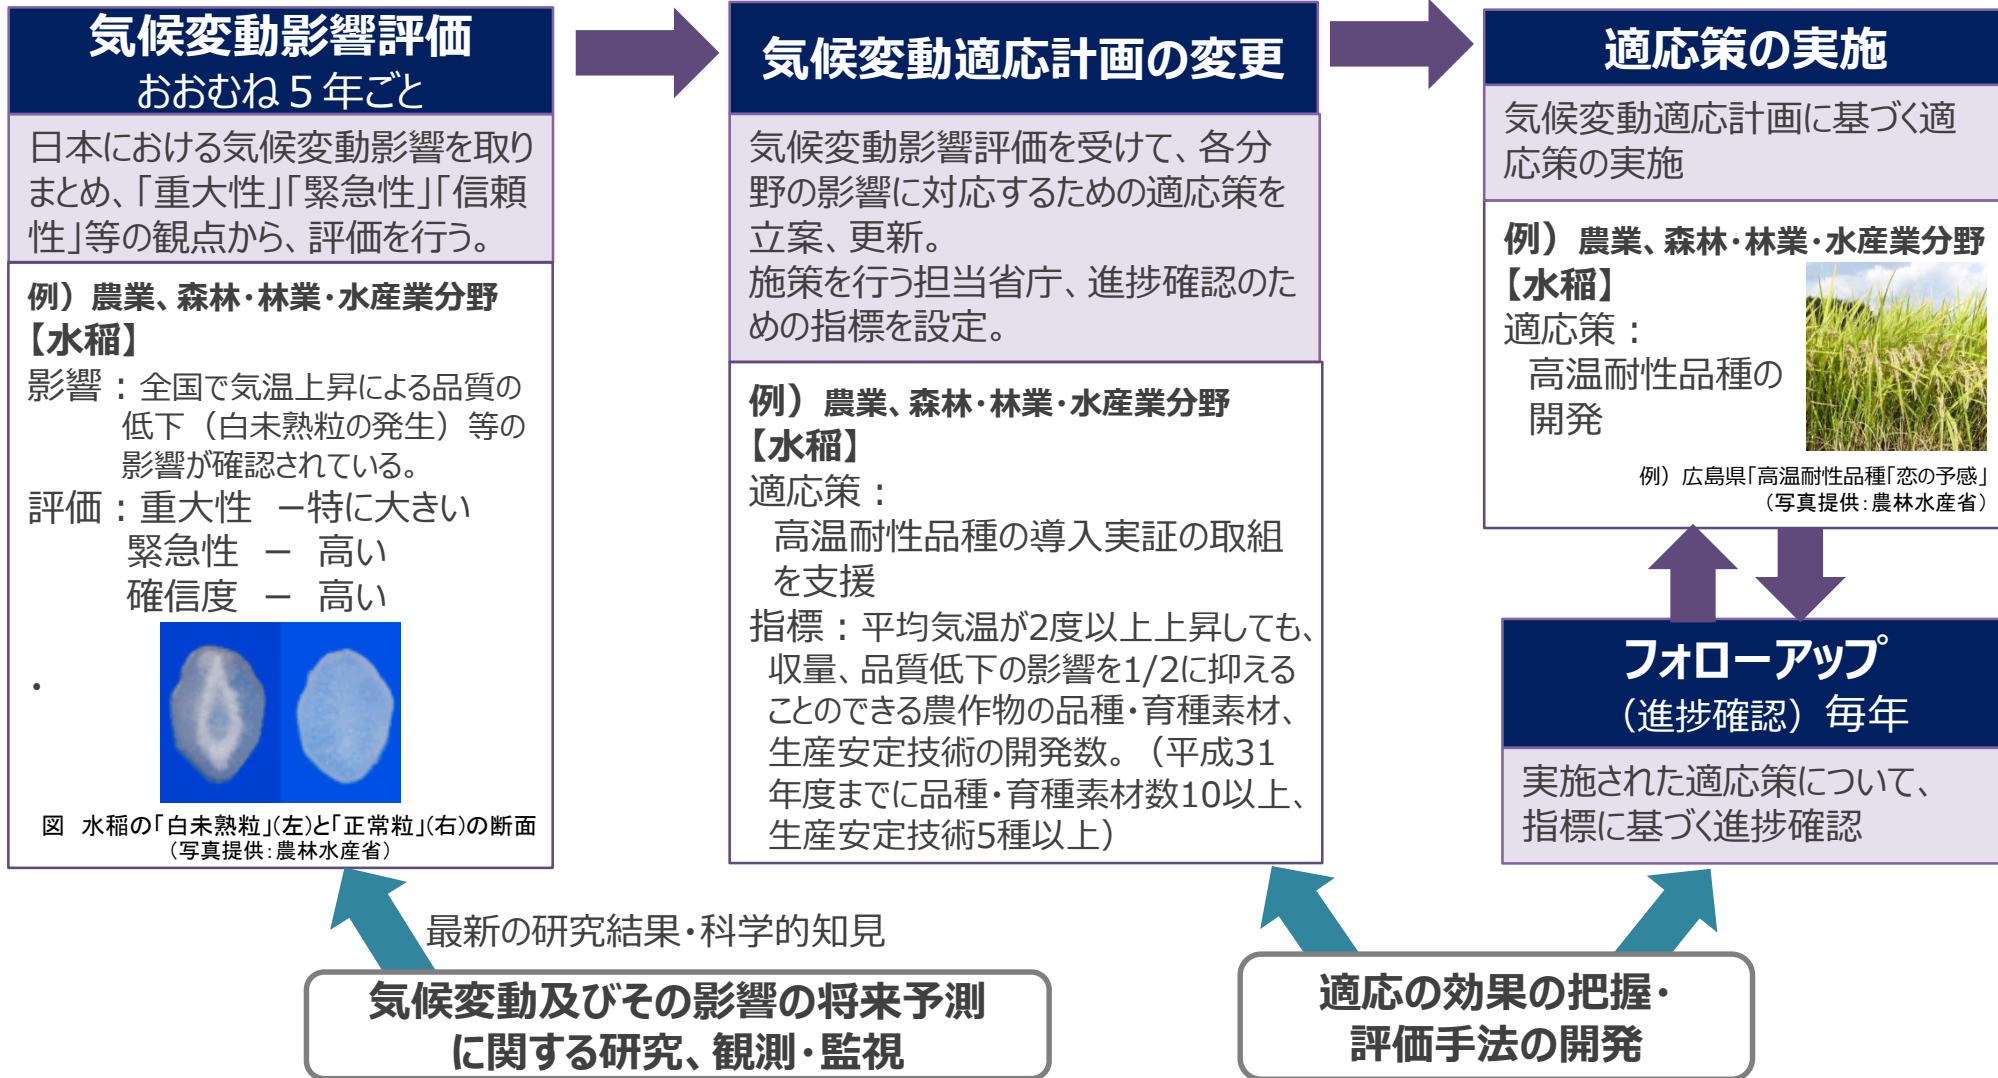 気候変動影響評価
おおむね５年ごと
日本における気候変動影響を取り
まとめ、「重大性」「緊急性」「信頼
性」等の観点から、評価を行う。
例）農業、森林・林業・水産業分野
【水稲】
影響：全国で気温上昇による品質の
低下（白未熟粒の発生）等の
影響が確認されている。
評価：重大性　－特に大きい
緊急性　－　高い
確信度　－　高い
・
図　水稲の「白未熟粒」(左)と「正常粒」(右)の断面
（写真提供：農林水産省）
気候変動適応計画の変更
気候変動影響評価を受けて、各分
野の影響に対応するための適応策を
立案、更新。
施策を行う担当省庁、進捗確認のた
めの指標を設定。
例）農業、森林・林業・水産業分野
【水稲】
適応策：
高温耐性品種の導入実証の取組
を支援
指標：平均気温が2度以上上昇しても、
収量、品質低下の影響を1/2に抑える
ことのできる農作物の品種・育種素材、
生産安定技術の開発数。（平成31
年度までに品種・育種素材数10以上、
生産安定技術5種以上）
適応策の実施
気候変動適応計画に基づく適
応策の実施
例）農業、森林・林業・水産業分野
【水稲】
適応策：
高温耐性品種の
開発
例）広島県「高温耐性品種「恋の予感」
（写真提供：農林水産省）
フォローアップ
（進捗確認）毎年
実施された適応策について、
指標に基づく進捗確認
最新の研究結果・科学的知見
気候変動及びその影響の将来予測
に関する研究、観測・監視
適応の効果の把握・
評価手法の開発